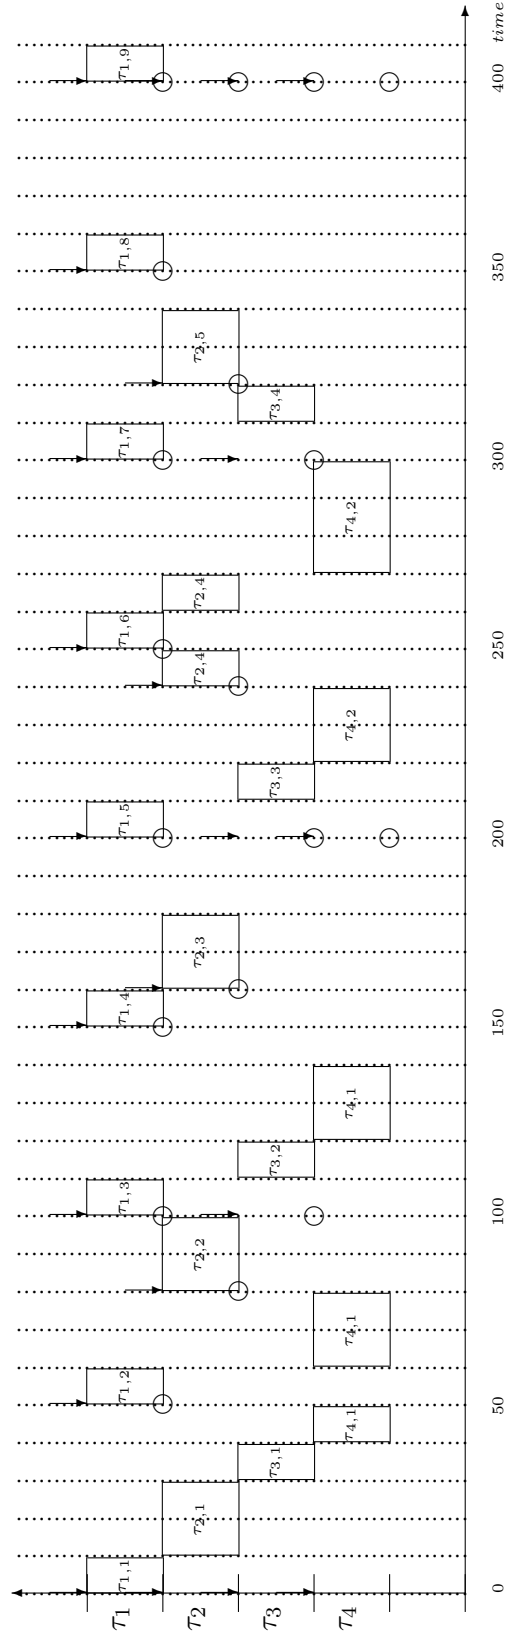 τ1
τ1,1
τ1,2
τ1,3
τ1,4
τ1,5
τ1,6
τ1,7
τ1,8
τ1,9
τ2
τ2,1
τ2,2
τ2,3
τ2,4
τ2,4
τ2,5
τ3
τ3,1
τ3,2
τ3,3
τ3,4
τ4
τ4,1
τ4,1
τ4,1
τ4,2
τ4,2
0 50 100 150 200 250 300 350 400 time